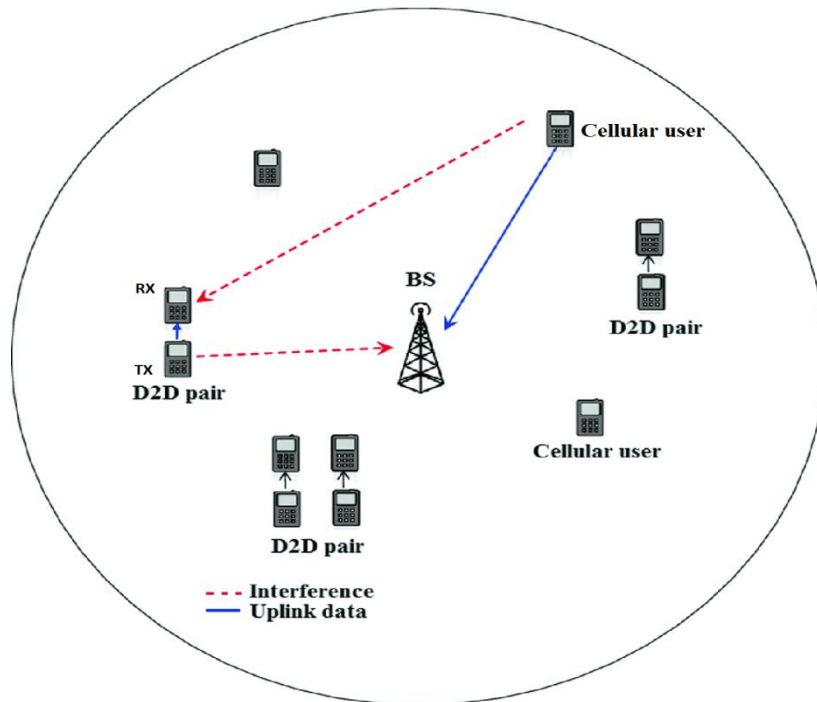 Cellular user
BS
RX
D2D pair
TX
D2D pair
Cellular user
D2D pair
Interference
Uplink data